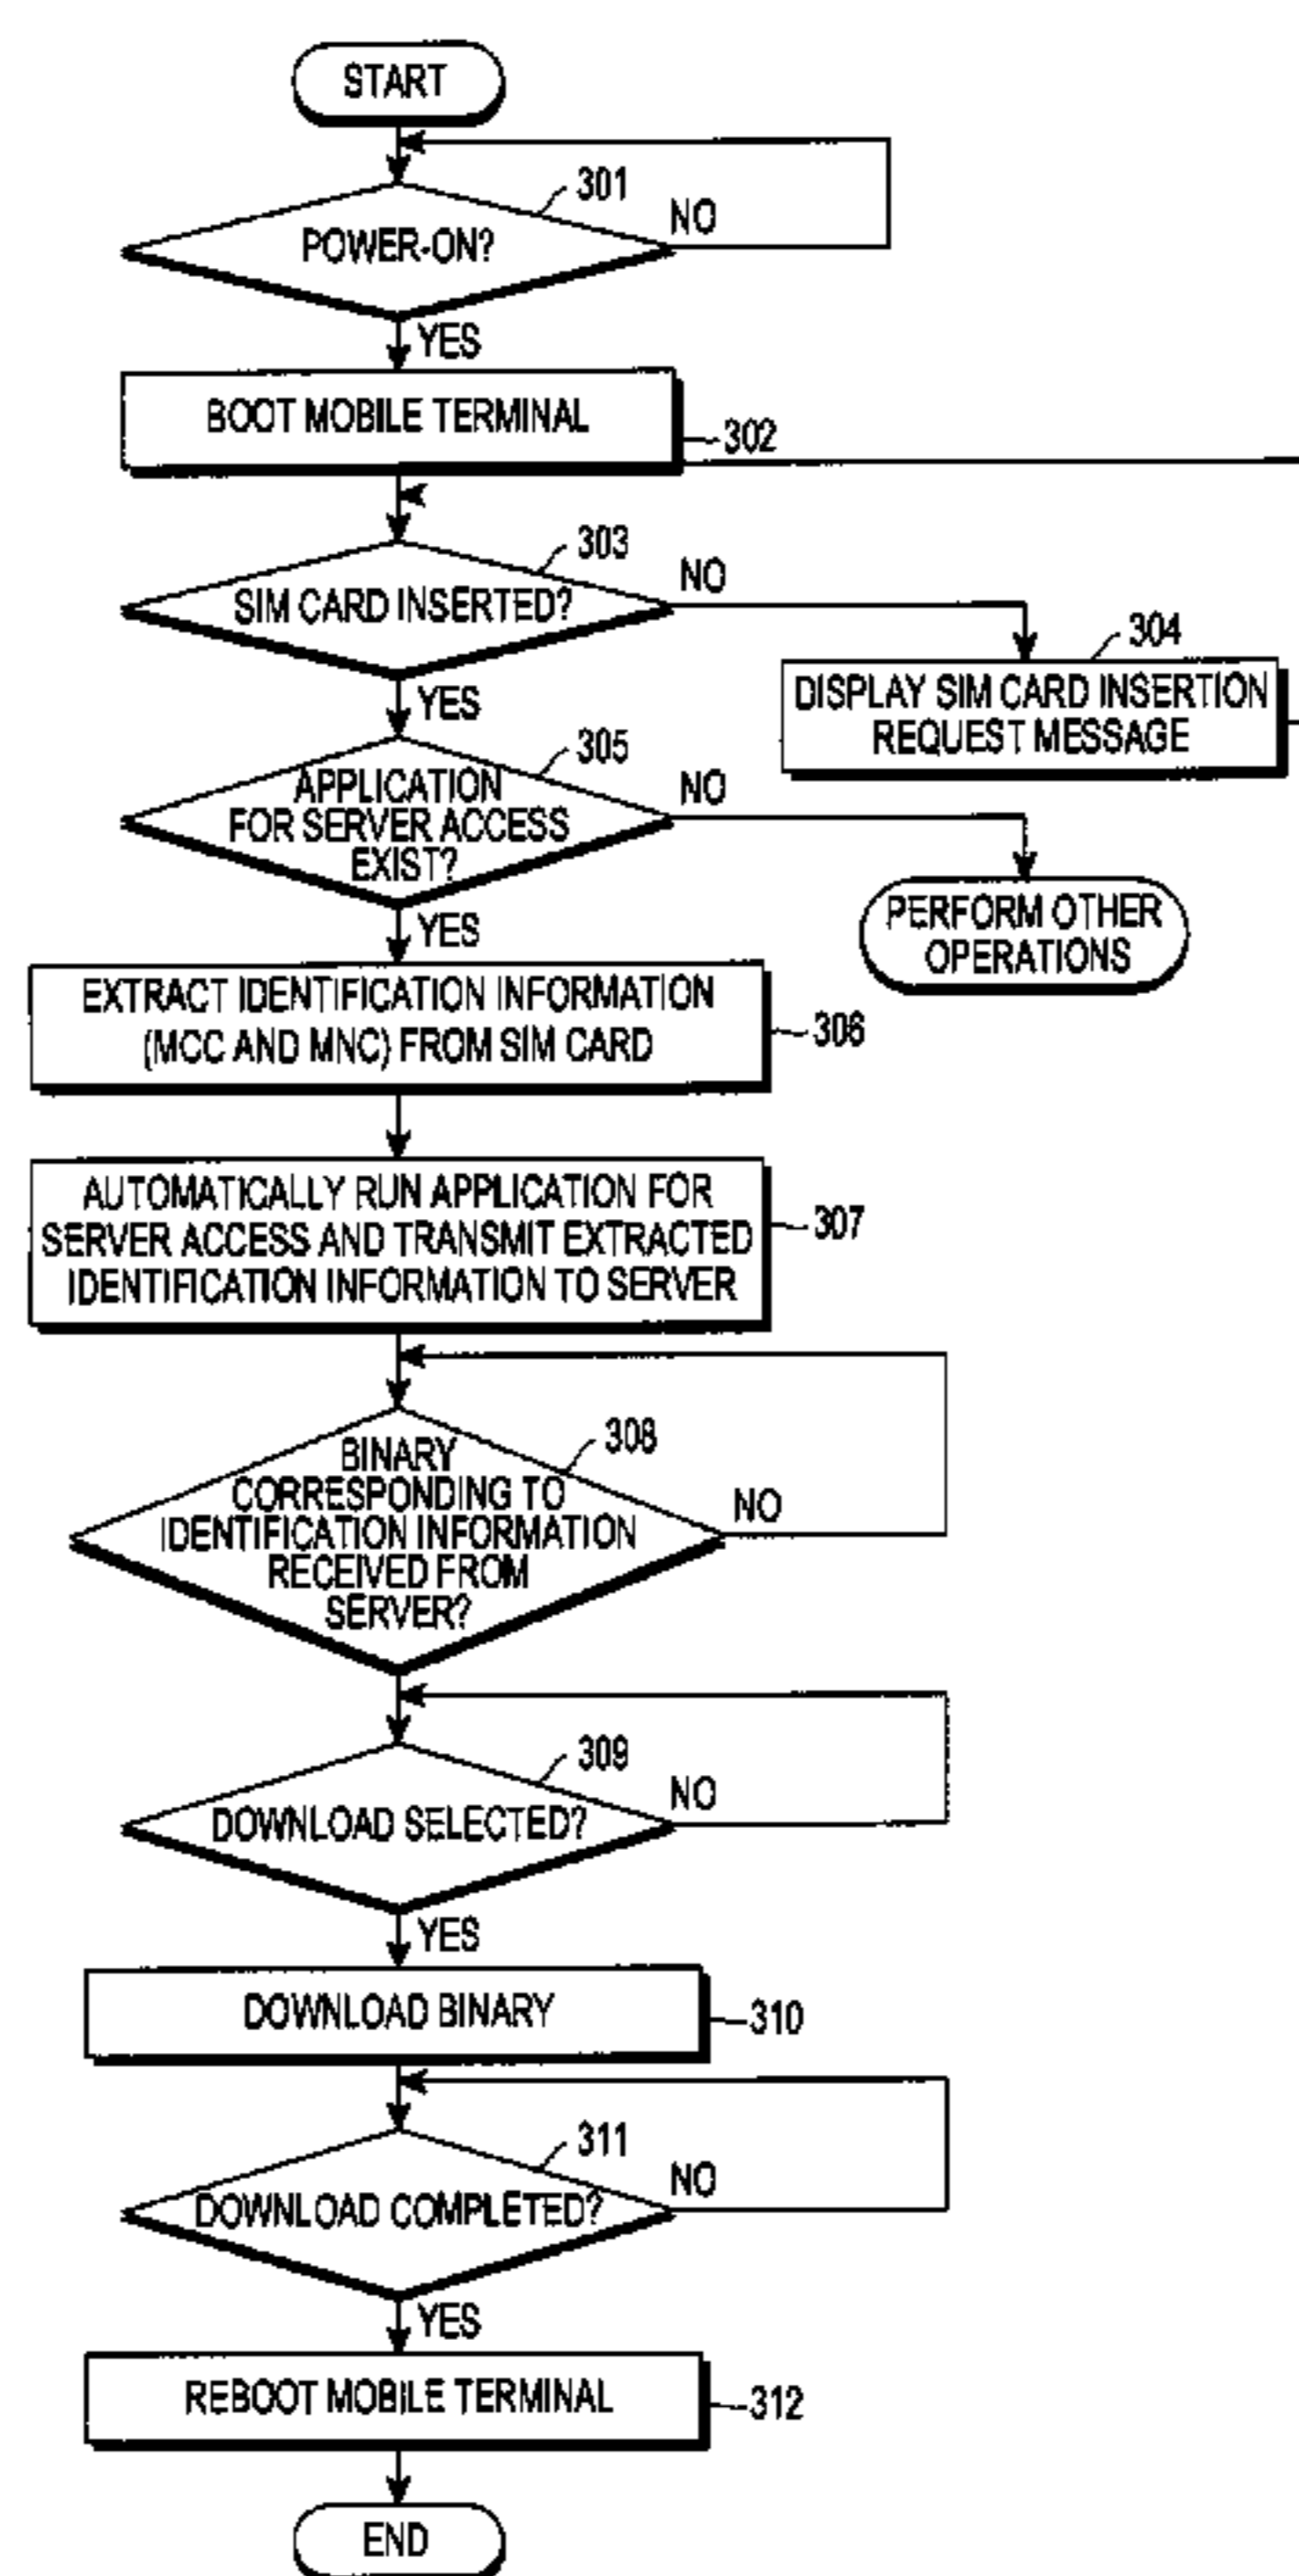 START
301
POWER-ON?
NO
YES
BOOT MOBILE TERMINAL
302
303
SIM CARD INSERTED?
NO
304
DISPLAY SIM CARD INSERTION
REQUEST MESSAGE
YES
305
APPLICATION
FOR SERVER ACCESS
EXIST?
NO
PERFORM OTHER
OPERATIONS
YES
EXTRACT IDENTIFICATION INFORMATION
(MCC AND MNC) FROM SIM CARD
306
AUTOMATICALLY RUN APPLICATION FOR
SERVER ACCESS AND TRANSMIT EXTRACTED
IDENTIFICATION INFORMATION TO SERVER
307
308
BINARY
CORRESPONDING TO
IDENTIFICATION INFORMATION
RECEIVED FROM
SERVER?
NO
309
DOWNLOAD SELECTED?
NO
YES
DOWNLOAD BINARY
310
311
DOWNLOAD COMPLETED?
NO
YES
REBOOT MOBILE TERMINAL
312
END